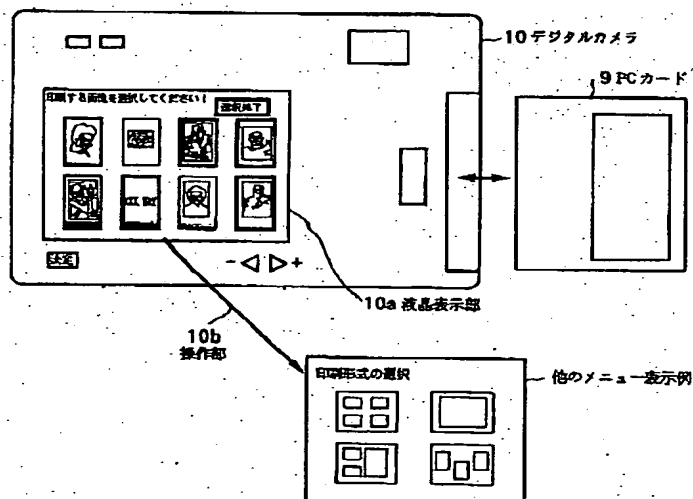 10 デジタルカメラ
9 PCカード
印刷する画像を選択してください!
選択終了
決定
- ◁ ▷ +
10a 液晶表示部
10b
操作部
印刷形式の選択
他のメニュー表示例